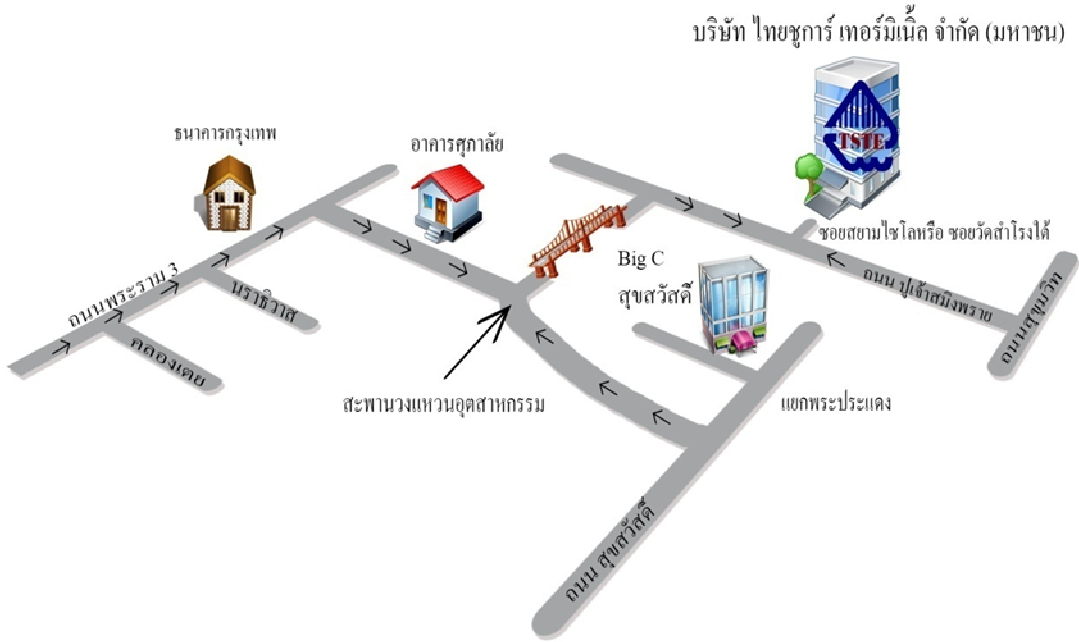 บริษัท ไทยชูการ์ เทอร์มิเนิ้ล จำกัด (มหาชน)
TSTE
ธนาคารกรุงเทพ
อาคารศุภาลัย
ซอยสยามไซโลหรือ ซอยวัดสำโรงใต้
Big C
สุขสวัสดิ์
ถนน ปู่เจ้าสมิงพราย
ถนนสุขุมวิท
ถนนพระราม 3
นราธิวาส
คลองเตย
สะพานวงแหวนอุตสาหกรรม
แยกพระประแดง
ถนน สุขสวัสดิ์